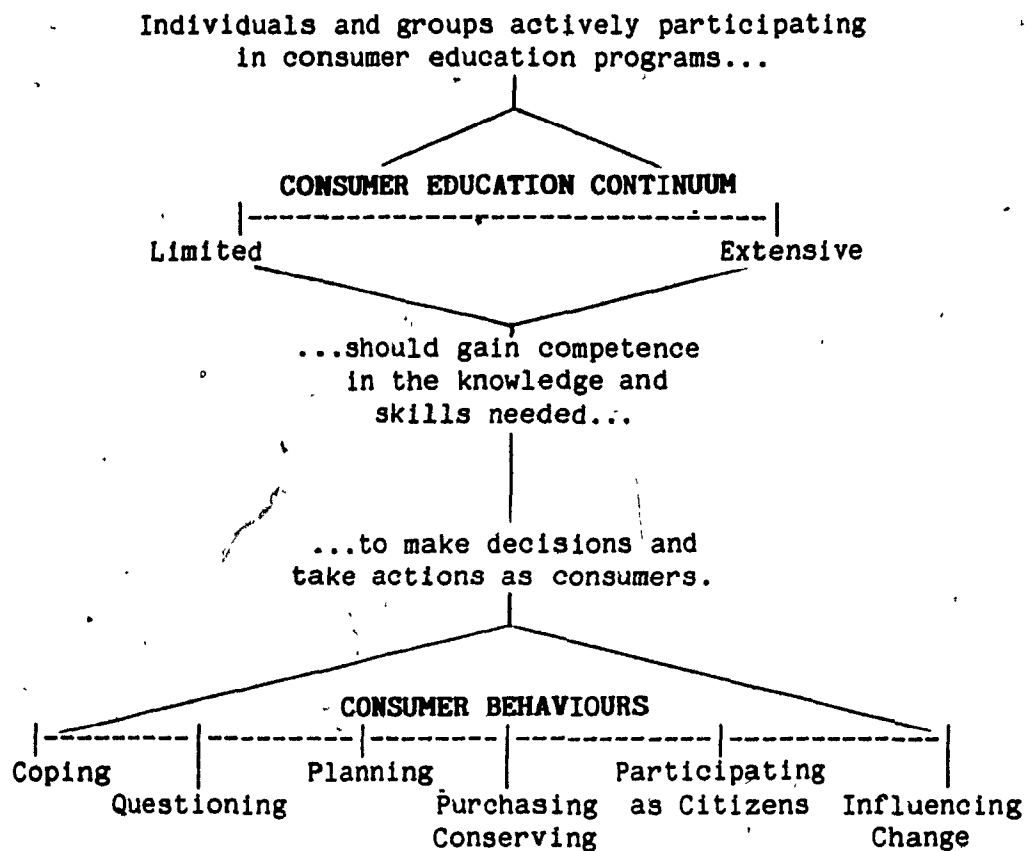 Individuals and groups actively participating
in consumer education programs...
CONSUMER EDUCATION CONTINUUM
Limited Extensive
...should gain competence
in the knowledge and
skills needed...
...to make decisions and
take actions as consumers.
CONSUMER BEHAVIOURS
Coping Planning Participating
Questioning Purchasing as Citizens Influencing
Conserving Change